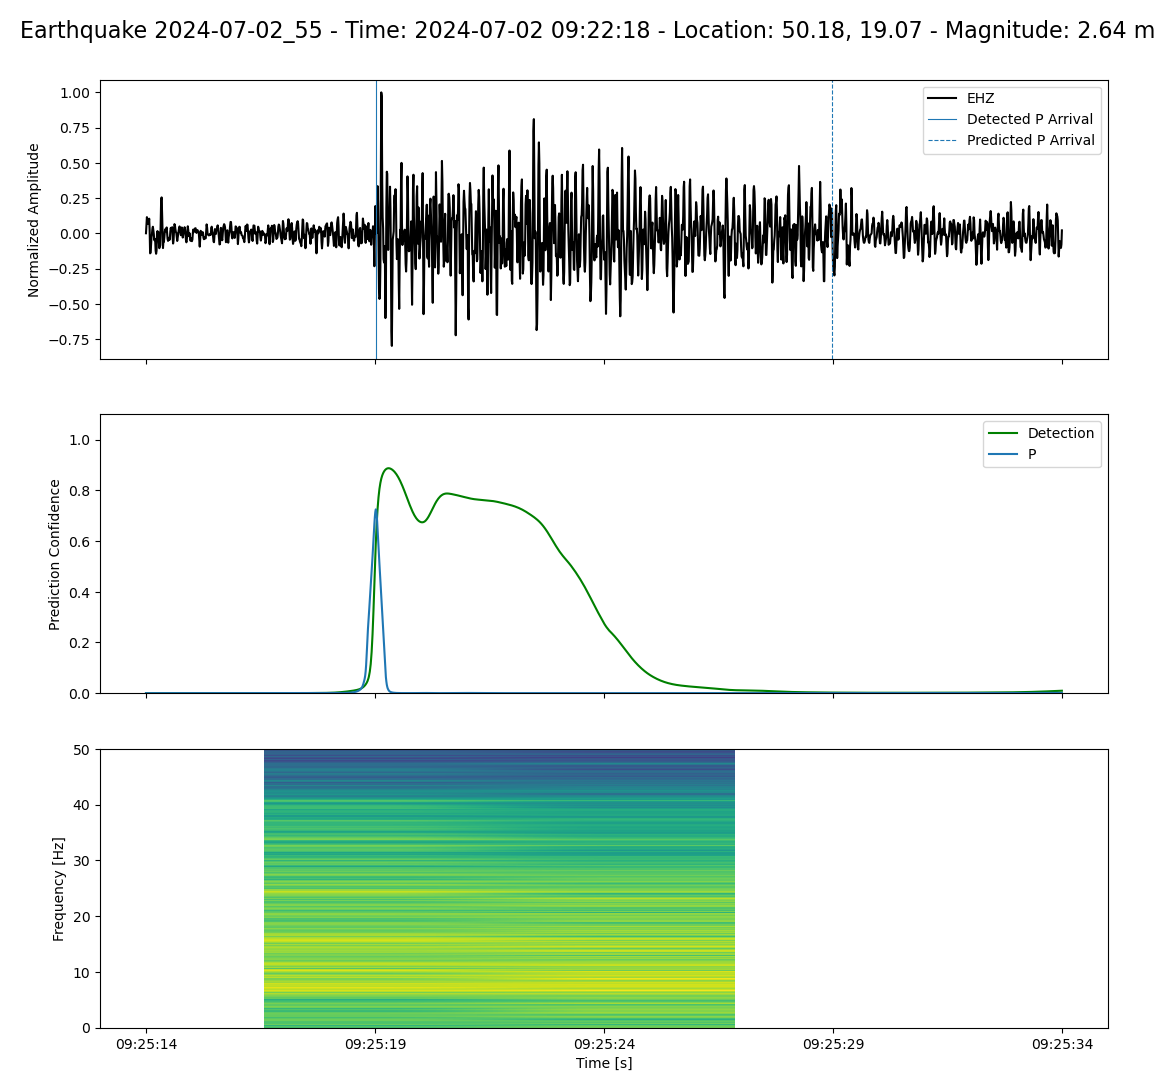 Earthquake 2024-07-02_55 - Time: 2024-07-02 09:22:18 - Location: 50.18, 19.07 - Magnitude: 2.64 m
Normalized Amplitude
1.00
0.75
0.50
0.25
0.00
−0.25
−0.50
−0.75
EHZ
Detected P Arrival
Predicted P Arrival
Prediction Confidence
1.0
0.8
0.6
0.4
0.2
0.0
Detection
P
Frequency [Hz]
50
40
30
20
10
0
09:25:14 09:25:19 09:25:24 09:25:29 09:25:34
Time [s]